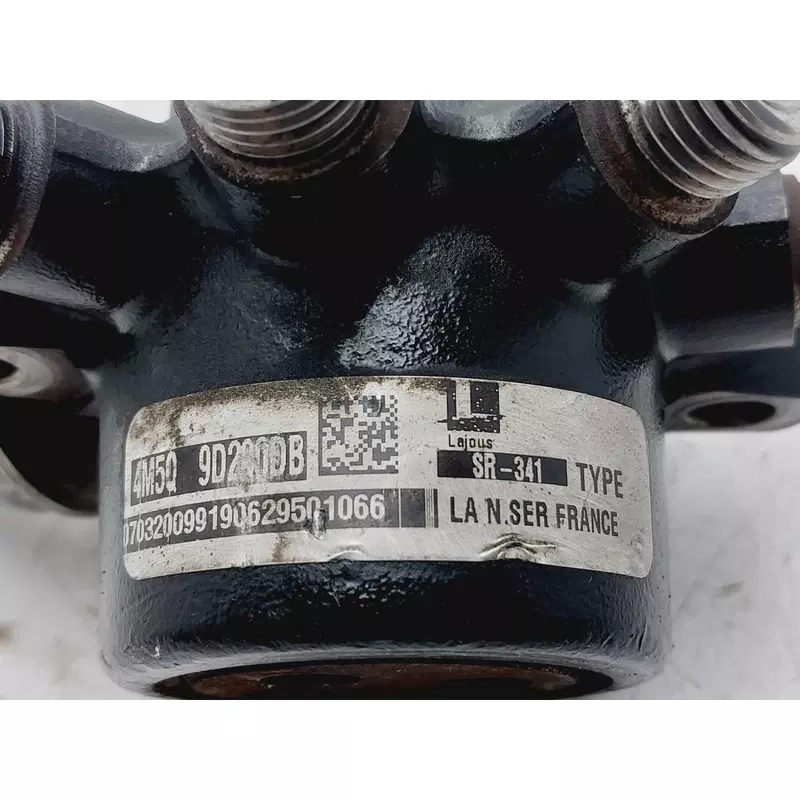 4M5Q 9D280DB
Lajous
SR-341 TYPE
070320099190629501066
LA N.SER FRANCE